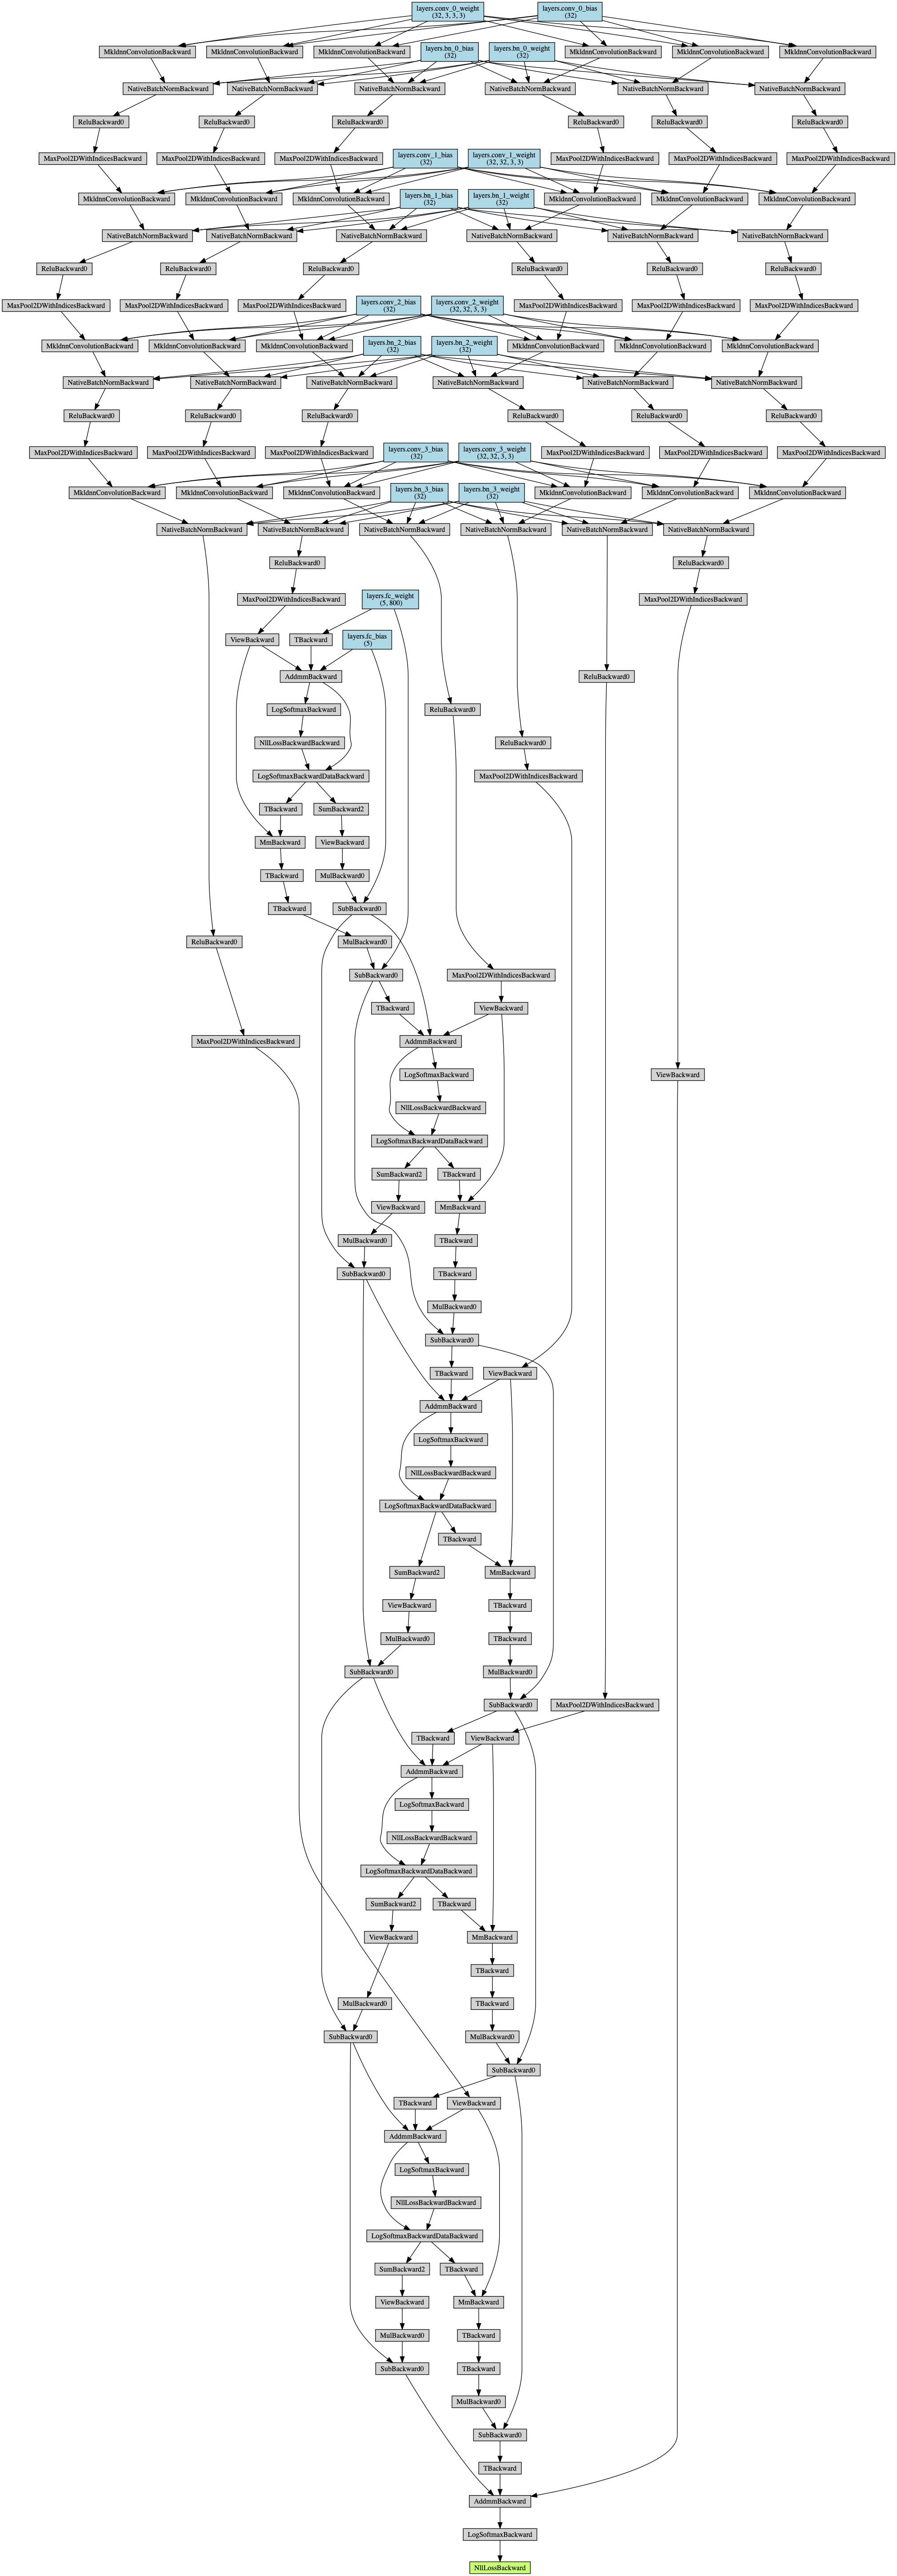 layers.conv_0_weight
(32, 3, 3, 3)
layers.conv_0_bias
(32)
MkldnnConvolutionBackward
MkldnnConvolutionBackward
MkldnnConvolutionBackward
MkldnnConvolutionBackward
MkldnnConvolutionBackward
MkldnnConvolutionBackward
layers.bn_0_bias
(32)
layers.bn_0_weight
(32)
NativeBatchNormBackward
NativeBatchNormBackward
NativeBatchNormBackward
NativeBatchNormBackward
NativeBatchNormBackward
NativeBatchNormBackward
ReluBackward0
ReluBackward0
ReluBackward0
ReluBackward0
ReluBackward0
ReluBackward0
MaxPool2DWithIndicesBackward
MaxPool2DWithIndicesBackward
MaxPool2DWithIndicesBackward
MaxPool2DWithIndicesBackward
MaxPool2DWithIndicesBackward
MaxPool2DWithIndicesBackward
layers.conv_1_bias
(32)
layers.conv_1_weight
(32, 32, 3, 3)
MkldnnConvolutionBackward
MkldnnConvolutionBackward
MkldnnConvolutionBackward
MkldnnConvolutionBackward
MkldnnConvolutionBackward
MkldnnConvolutionBackward
layers.bn_1_bias
(32)
layers.bn_1_weight
(32)
NativeBatchNormBackward
NativeBatchNormBackward
NativeBatchNormBackward
NativeBatchNormBackward
NativeBatchNormBackward
NativeBatchNormBackward
ReluBackward0
ReluBackward0
ReluBackward0
ReluBackward0
ReluBackward0
ReluBackward0
MaxPool2DWithIndicesBackward
MaxPool2DWithIndicesBackward
MaxPool2DWithIndicesBackward
MaxPool2DWithIndicesBackward
MaxPool2DWithIndicesBackward
MaxPool2DWithIndicesBackward
layers.conv_2_bias
(32)
layers.conv_2_weight
(32, 32, 3, 3)
MkldnnConvolutionBackward
MkldnnConvolutionBackward
MkldnnConvolutionBackward
MkldnnConvolutionBackward
MkldnnConvolutionBackward
MkldnnConvolutionBackward
layers.bn_2_bias
(32)
layers.bn_2_weight
(32)
NativeBatchNormBackward
NativeBatchNormBackward
NativeBatchNormBackward
NativeBatchNormBackward
NativeBatchNormBackward
NativeBatchNormBackward
ReluBackward0
ReluBackward0
ReluBackward0
ReluBackward0
ReluBackward0
ReluBackward0
MaxPool2DWithIndicesBackward
MaxPool2DWithIndicesBackward
MaxPool2DWithIndicesBackward
MaxPool2DWithIndicesBackward
MaxPool2DWithIndicesBackward
MaxPool2DWithIndicesBackward
layers.conv_3_bias
(32)
layers.conv_3_weight
(32, 32, 3, 3)
MkldnnConvolutionBackward
MkldnnConvolutionBackward
MkldnnConvolutionBackward
MkldnnConvolutionBackward
MkldnnConvolutionBackward
MkldnnConvolutionBackward
layers.bn_3_bias
(32)
layers.bn_3_weight
(32)
NativeBatchNormBackward
NativeBatchNormBackward
NativeBatchNormBackward
NativeBatchNormBackward
NativeBatchNormBackward
NativeBatchNormBackward
ReluBackward0
ReluBackward0
MaxPool2DWithIndicesBackward
layers.fc_weight
(5, 800)
MaxPool2DWithIndicesBackward
ViewBackward
TBackward
layers.fc_bias
(5)
AddmmBackward
ReluBackward0
LogSoftmaxBackward
ReluBackward0
NllLossBackwardBackward
ReluBackward0
LogSoftmaxBackwardDataBackward
MaxPool2DWithIndicesBackward
TBackward
SumBackward2
MmBackward
ViewBackward
TBackward
MulBackward0
TBackward
SubBackward0
ReluBackward0
MulBackward0
SubBackward0
MaxPool2DWithIndicesBackward
TBackward
ViewBackward
MaxPool2DWithIndicesBackward
AddmmBackward
LogSoftmaxBackward
ViewBackward
NllLossBackwardBackward
LogSoftmaxBackwardDataBackward
SumBackward2
TBackward
ViewBackward
MmBackward
MulBackward0
TBackward
SubBackward0
TBackward
MulBackward0
SubBackward0
TBackward
ViewBackward
AddmmBackward
LogSoftmaxBackward
NllLossBackwardBackward
LogSoftmaxBackwardDataBackward
TBackward
SumBackward2
MmBackward
ViewBackward
TBackward
MulBackward0
TBackward
SubBackward0
MulBackward0
SubBackward0
MaxPool2DWithIndicesBackward
TBackward
ViewBackward
AddmmBackward
LogSoftmaxBackward
NllLossBackwardBackward
LogSoftmaxBackwardDataBackward
SumBackward2
TBackward
ViewBackward
MmBackward
TBackward
MulBackward0
TBackward
SubBackward0
MulBackward0
SubBackward0
TBackward
ViewBackward
AddmmBackward
LogSoftmaxBackward
NllLossBackwardBackward
LogSoftmaxBackwardDataBackward
SumBackward2
TBackward
ViewBackward
MmBackward
MulBackward0
TBackward
SubBackward0
TBackward
MulBackward0
SubBackward0
TBackward
AddmmBackward
LogSoftmaxBackward
NllLossBackward